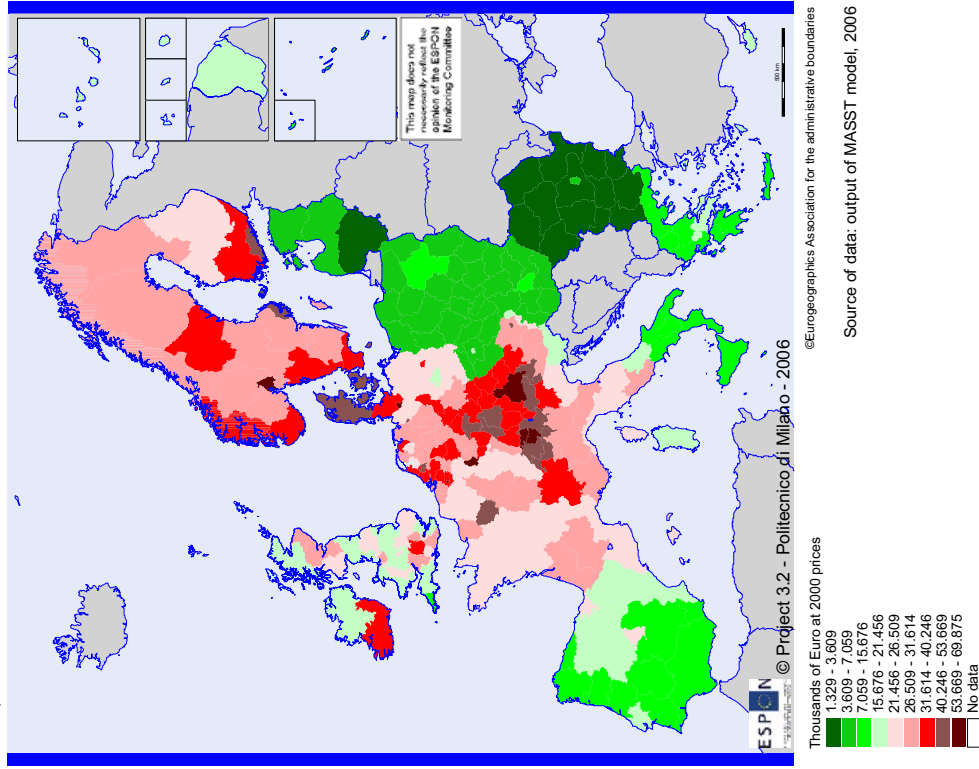 This map does not
necessarily reflect the
opinion of the ESPON
Monitoring Committee
500 km
ESPON
© Project 3.2 - Politecnico di Milano - 2006
©Eurogeographics Association for the administrative boundaries
Source of data: output of MASST model, 2006
Thousands of Euro at 2000 prices
1.329 - 3.609
3.609 - 7.059
7.059 - 15.676
15.676 - 21.456
21.456 - 26.509
26.509 - 31.614
31.614 - 40.246
40.246 - 53.669
53.669 - 69.875
No data